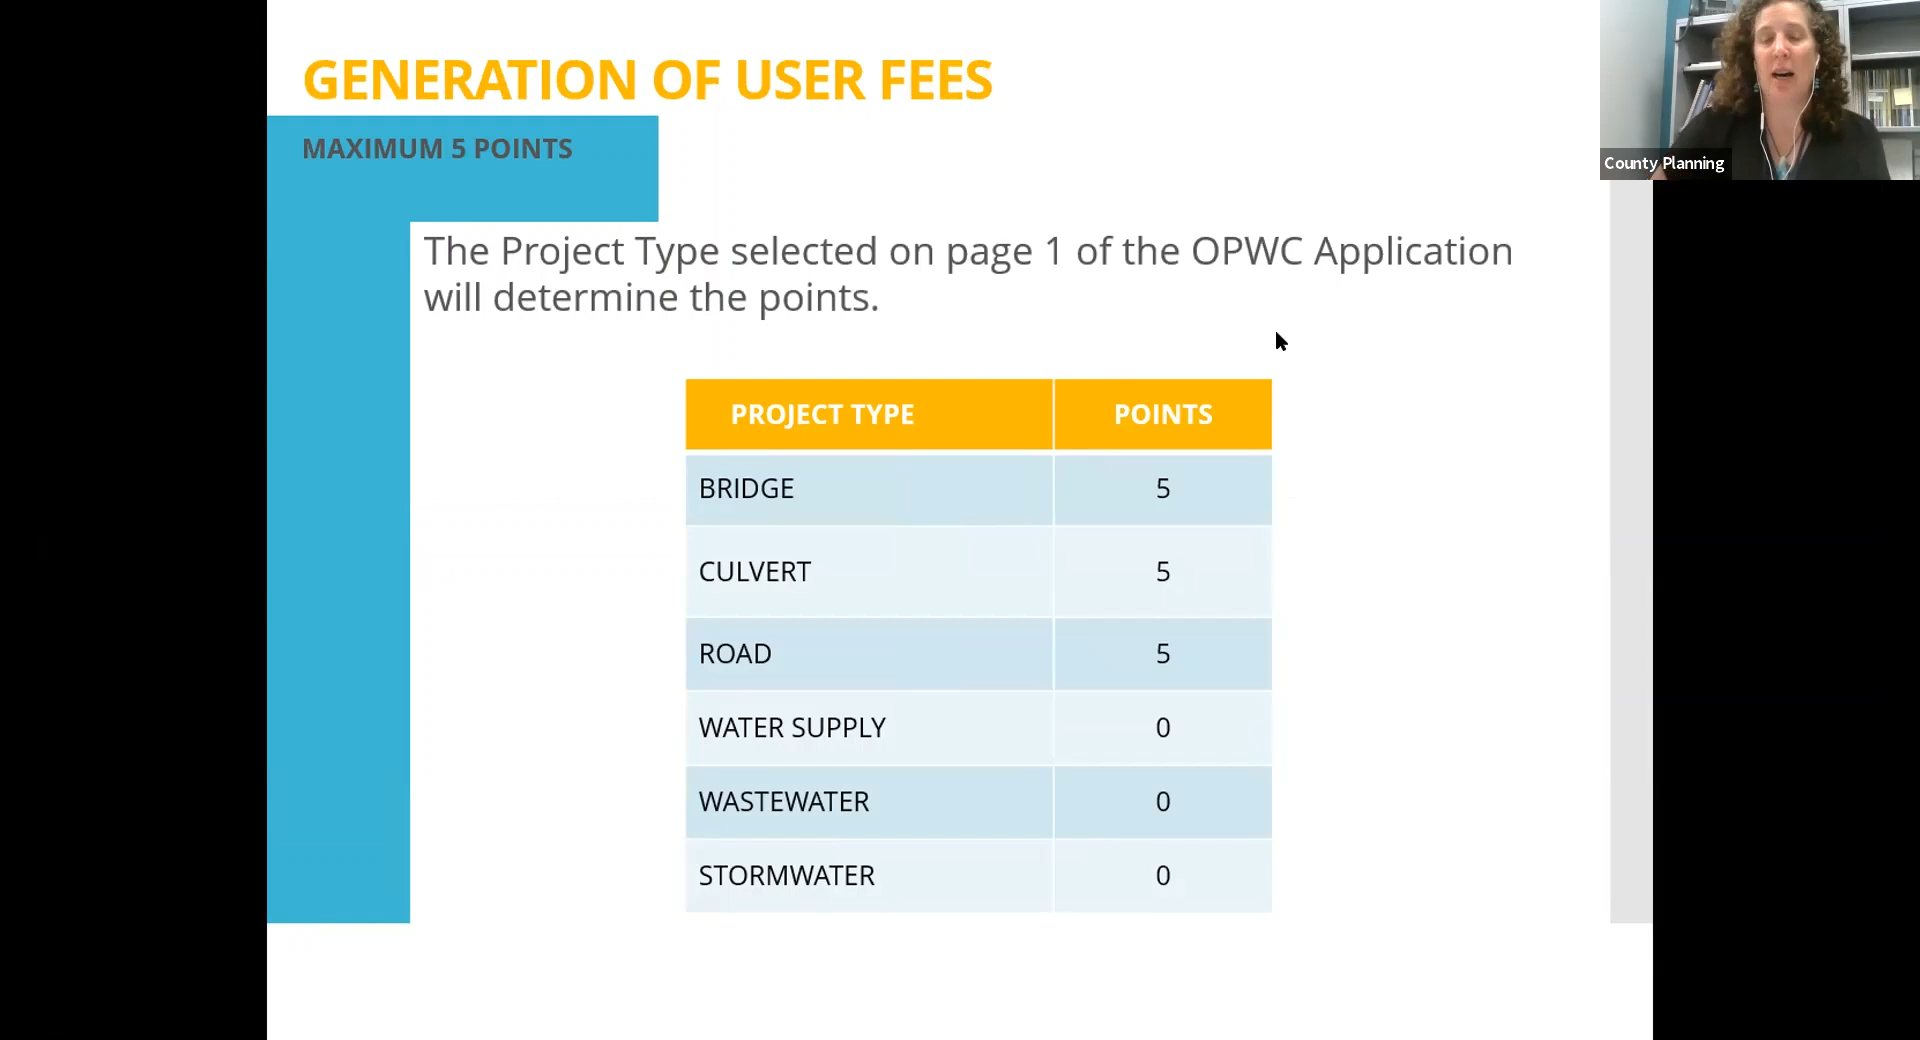 GENERATION OF USER FEES
MAXIMUM 5 POINTS
County Planning
The Project Type selected on page 1 of the OPWC Application
will determine the points.
PROJECT TYPE POINTS
BRIDGE 5
CULVERT 5
ROAD 5
WATER SUPPLY 0
WASTEWATER 0
STORMWATER 0